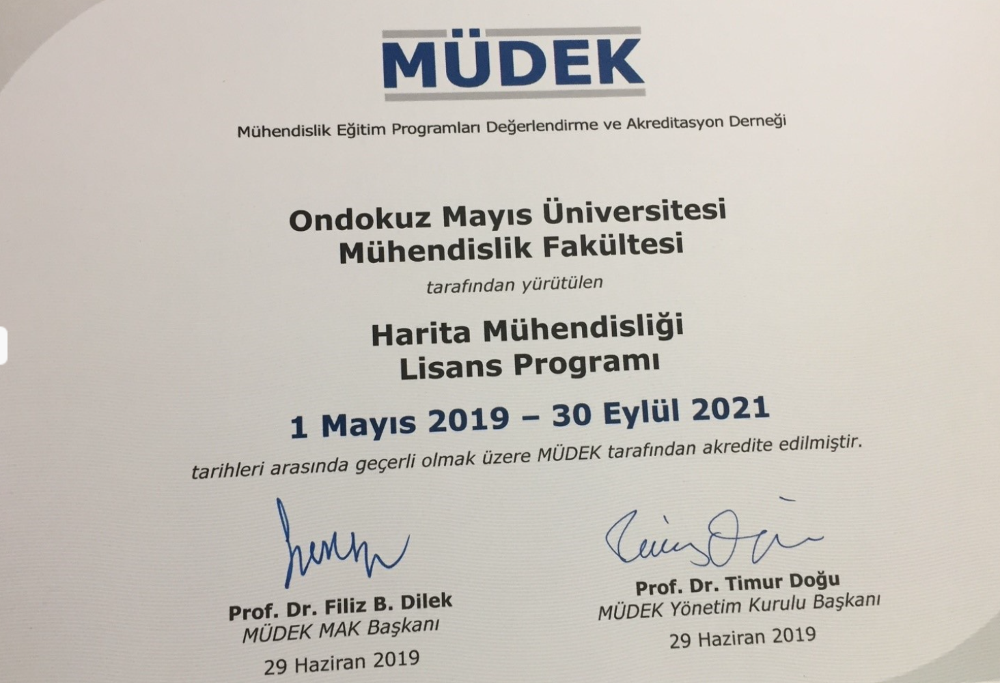 MÜDEK
Mühendislik Eğitim Programları Değerlendirme ve Akreditasyon Derneği
Ondokuz Mayıs Üniversitesi
Mühendislik Fakültesi
tarafından yürütülen
Harita Mühendisliği
Lisans Programı
1 Mayıs 2019 – 30 Eylül 2021
tarihleri arasında geçerli olmak üzere MÜDEK tarafından akredite edilmiştir.
Prof. Dr. Filiz B. Dilek
MÜDEK MAK Başkanı
29 Haziran 2019
Prof. Dr. Timur Doğu
MÜDEK Yönetim Kurulu Başkanı
29 Haziran 2019